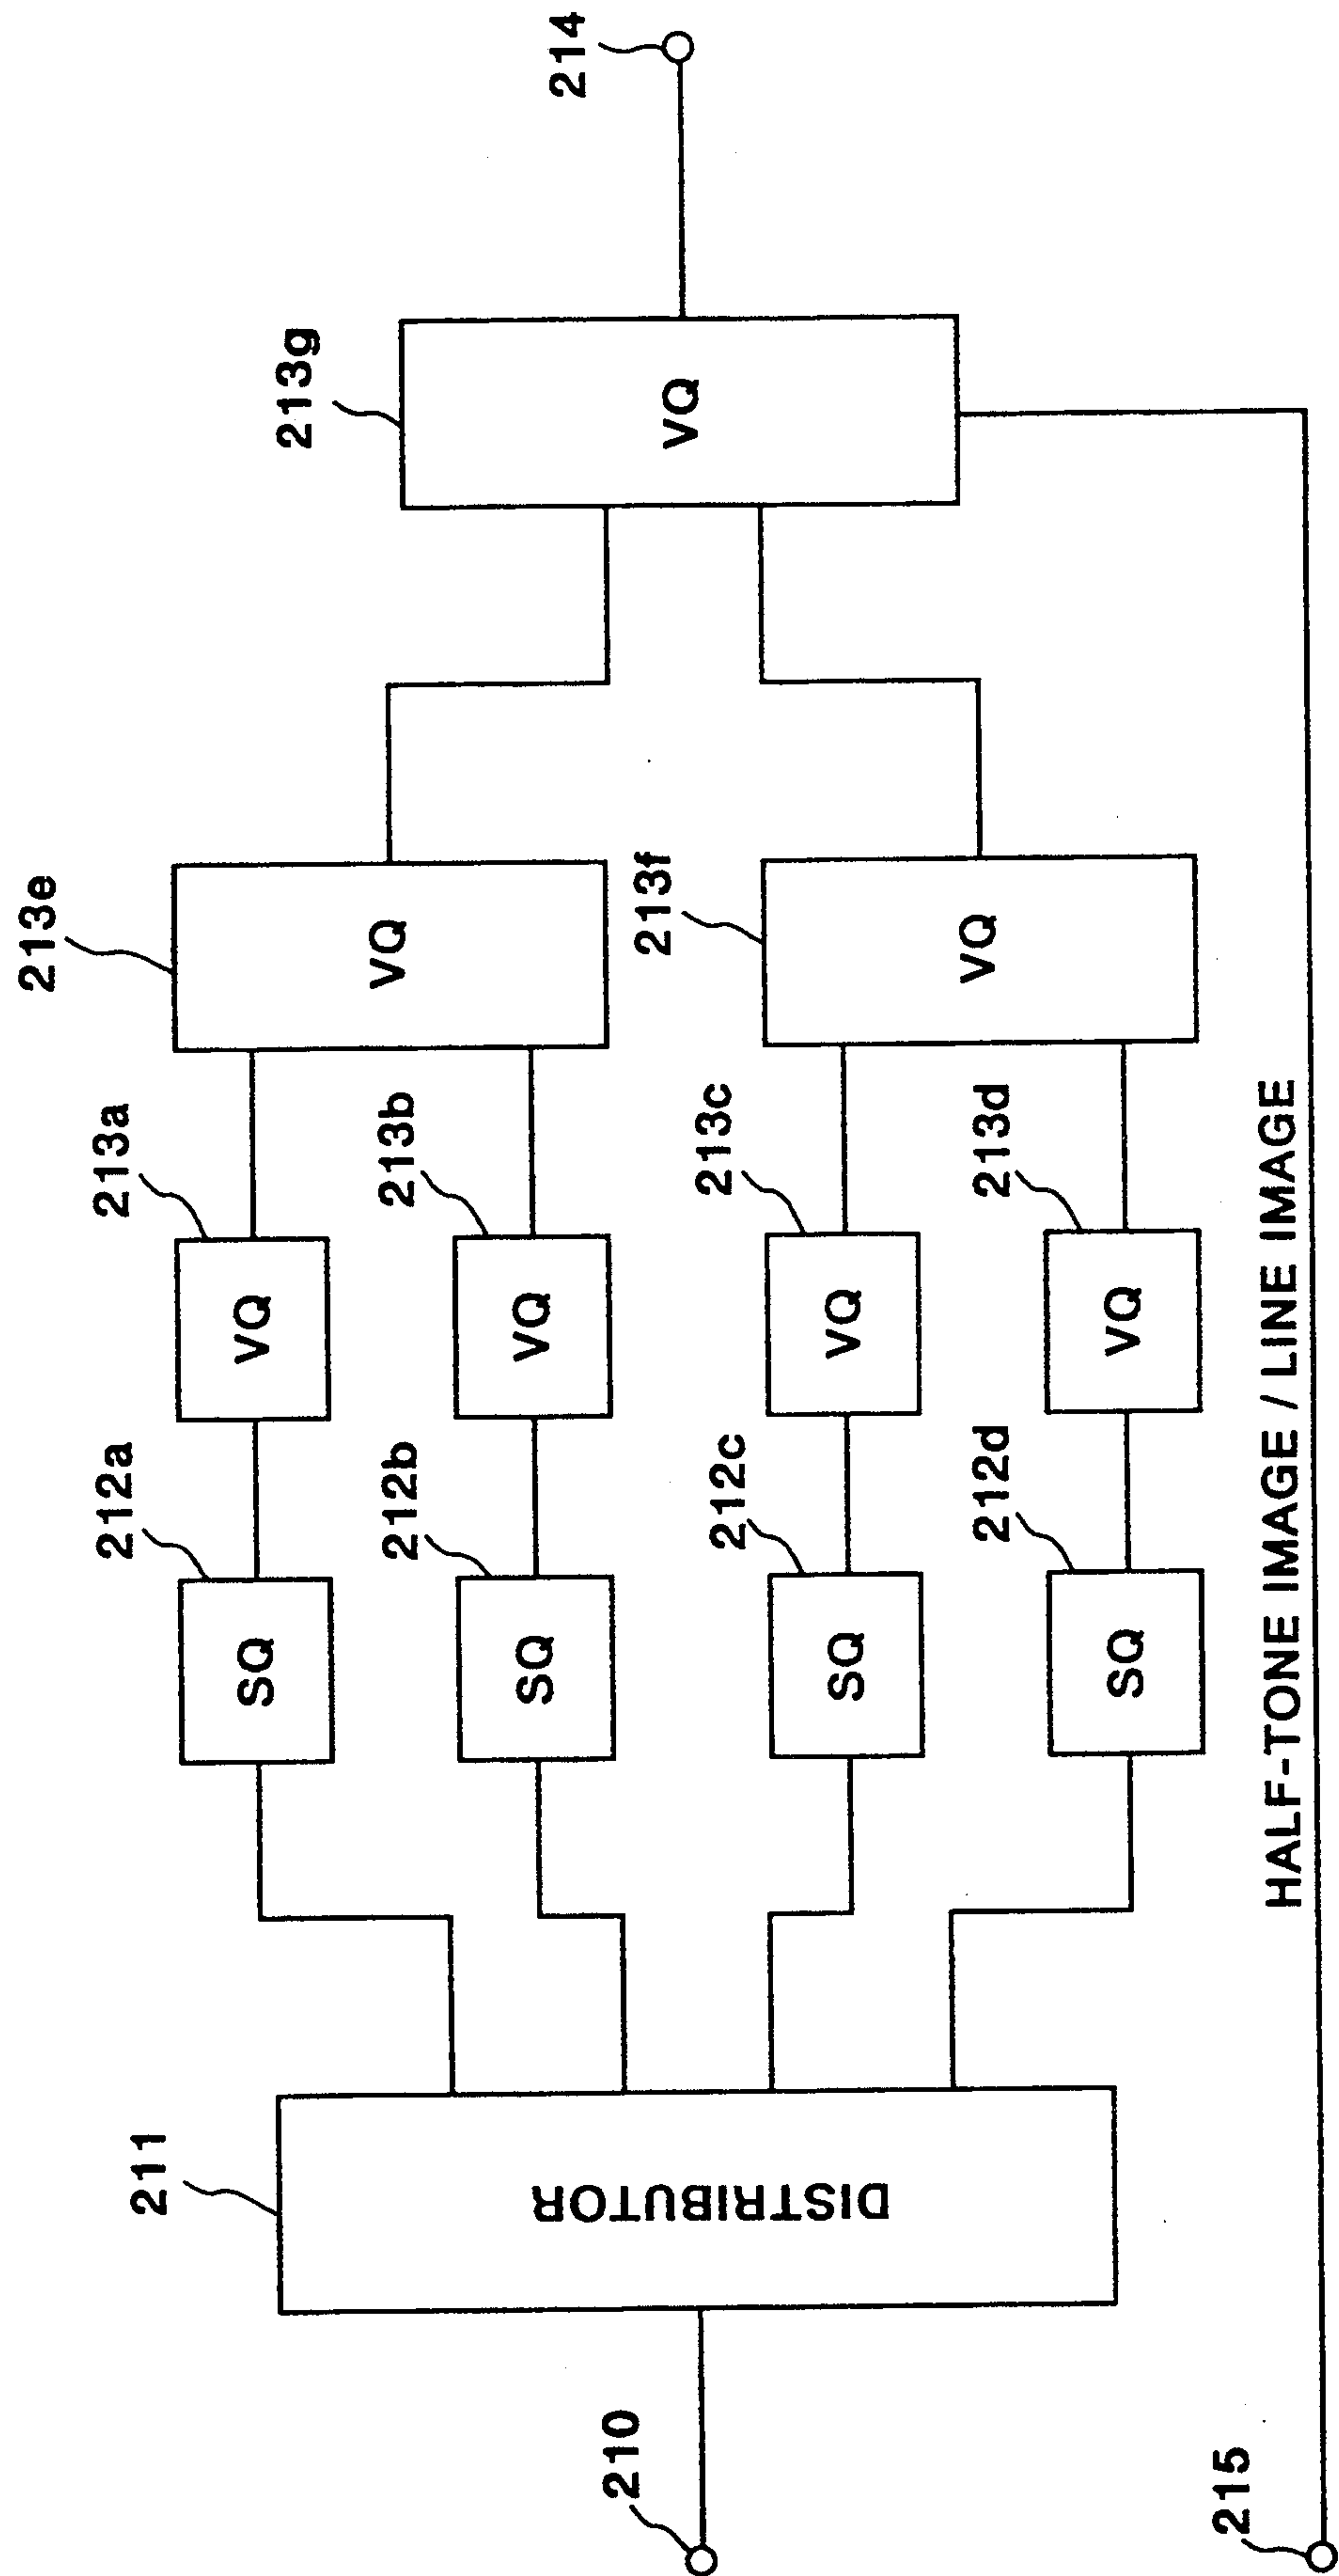 210
211
DISTRIBUTOR
212a
SQ
213a
VQ
213e
VQ
212b
SQ
213b
VQ
212c
SQ
213c
VQ
213f
VQ
212d
SQ
213d
VQ
213g
VQ
214
215
HALF-TONE IMAGE / LINE IMAGE